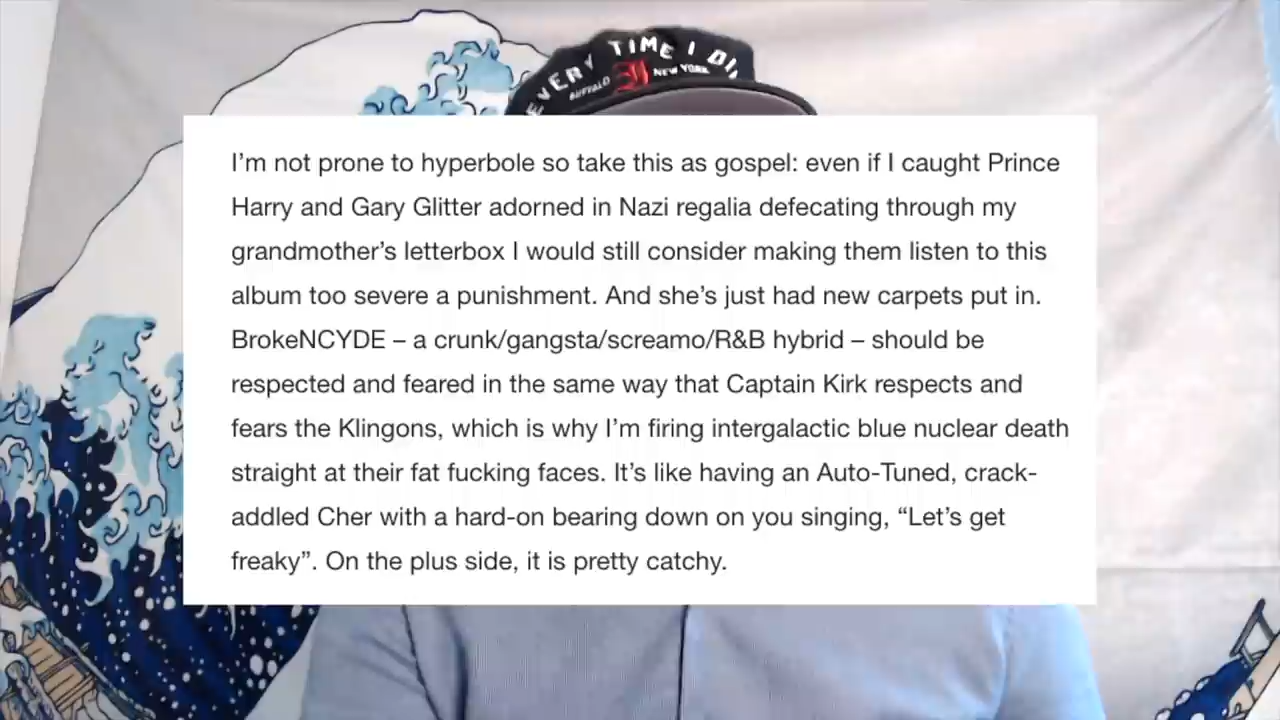 EVERY TIME I DI
BUFFALO NEW YORK
I’m not prone to hyperbole so take this as gospel: even if I caught Prince
Harry and Gary Glitter adorned in Nazi regalia defecating through my
grandmother’s letterbox I would still consider making them listen to this
album too severe a punishment. And she’s just had new carpets put in.
BrokeNCYDE – a crunk/gangsta/screamo/R&B hybrid – should be
respected and feared in the same way that Captain Kirk respects and
fears the Klingons, which is why I’m firing intergalactic blue nuclear death
straight at their fat fucking faces. It’s like having an Auto-Tuned, crack-
addled Cher with a hard-on bearing down on you singing, “Let’s get
freaky”. On the plus side, it is pretty catchy.